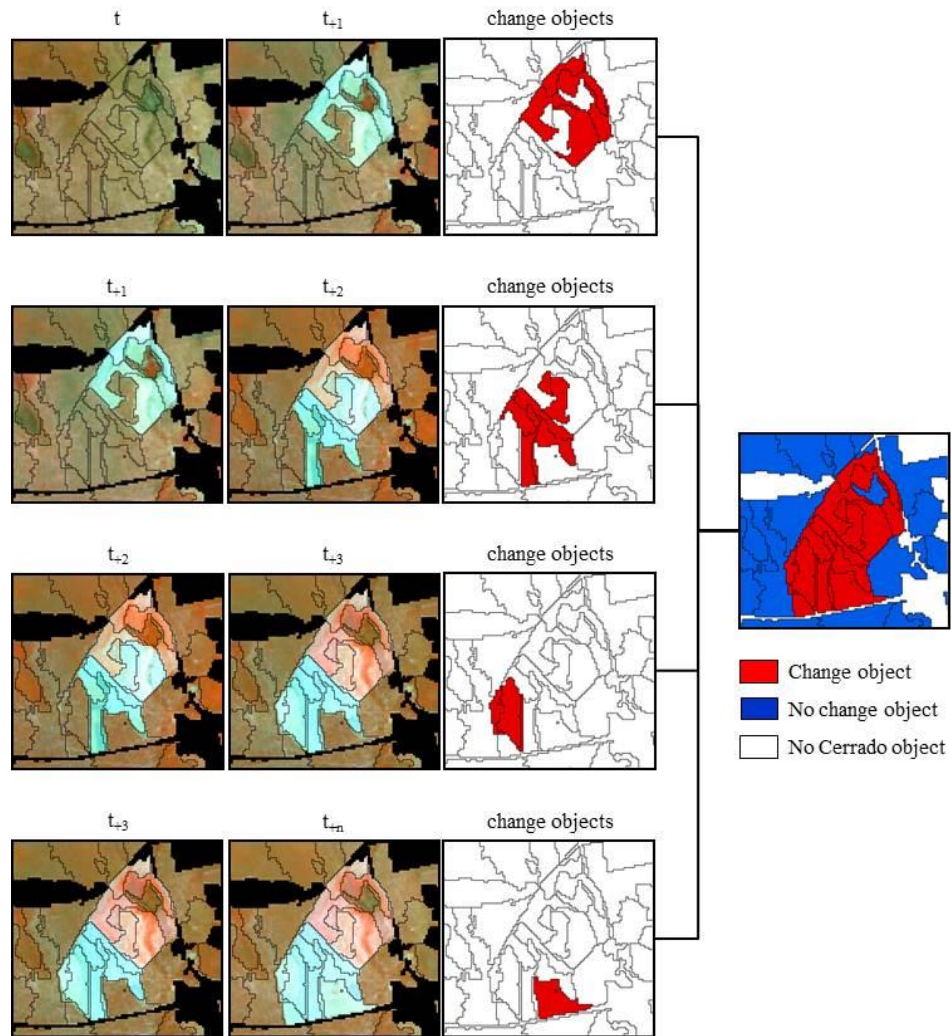 t t₊₁ change objects
t₊₁ t₊₂ change objects
t₊₂ t₊₃ change objects
Change object
No change object
No Cerrado object
t₊₃ t₊ₙ change objects